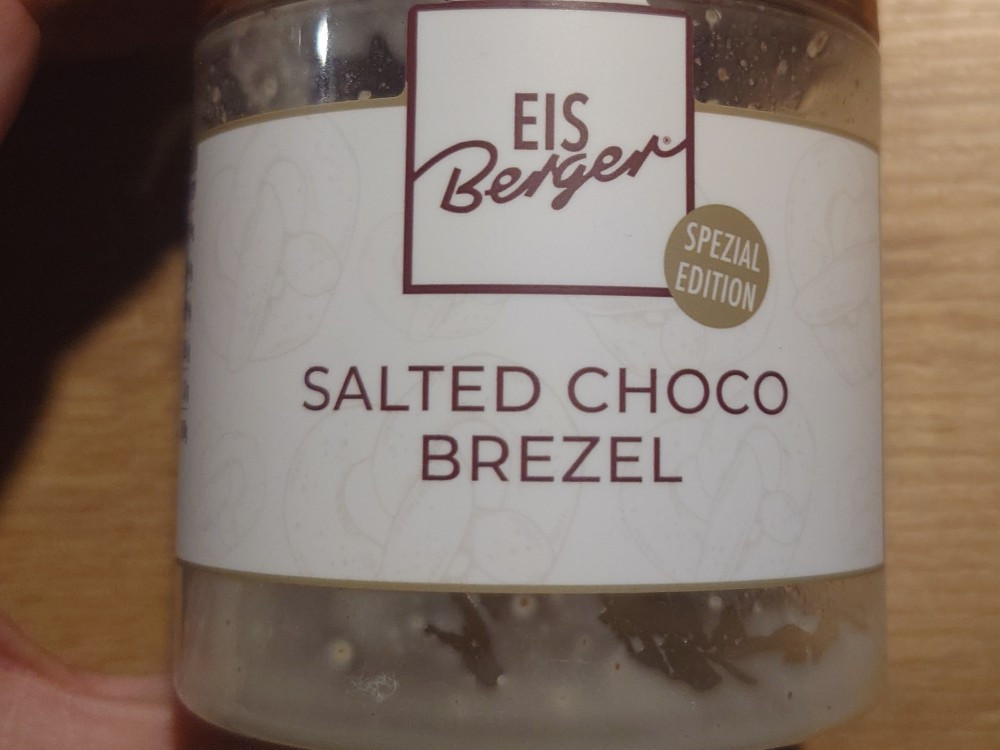 EIS
Berger®
SPEZIAL
EDITION
SALTED CHOCO
BREZEL